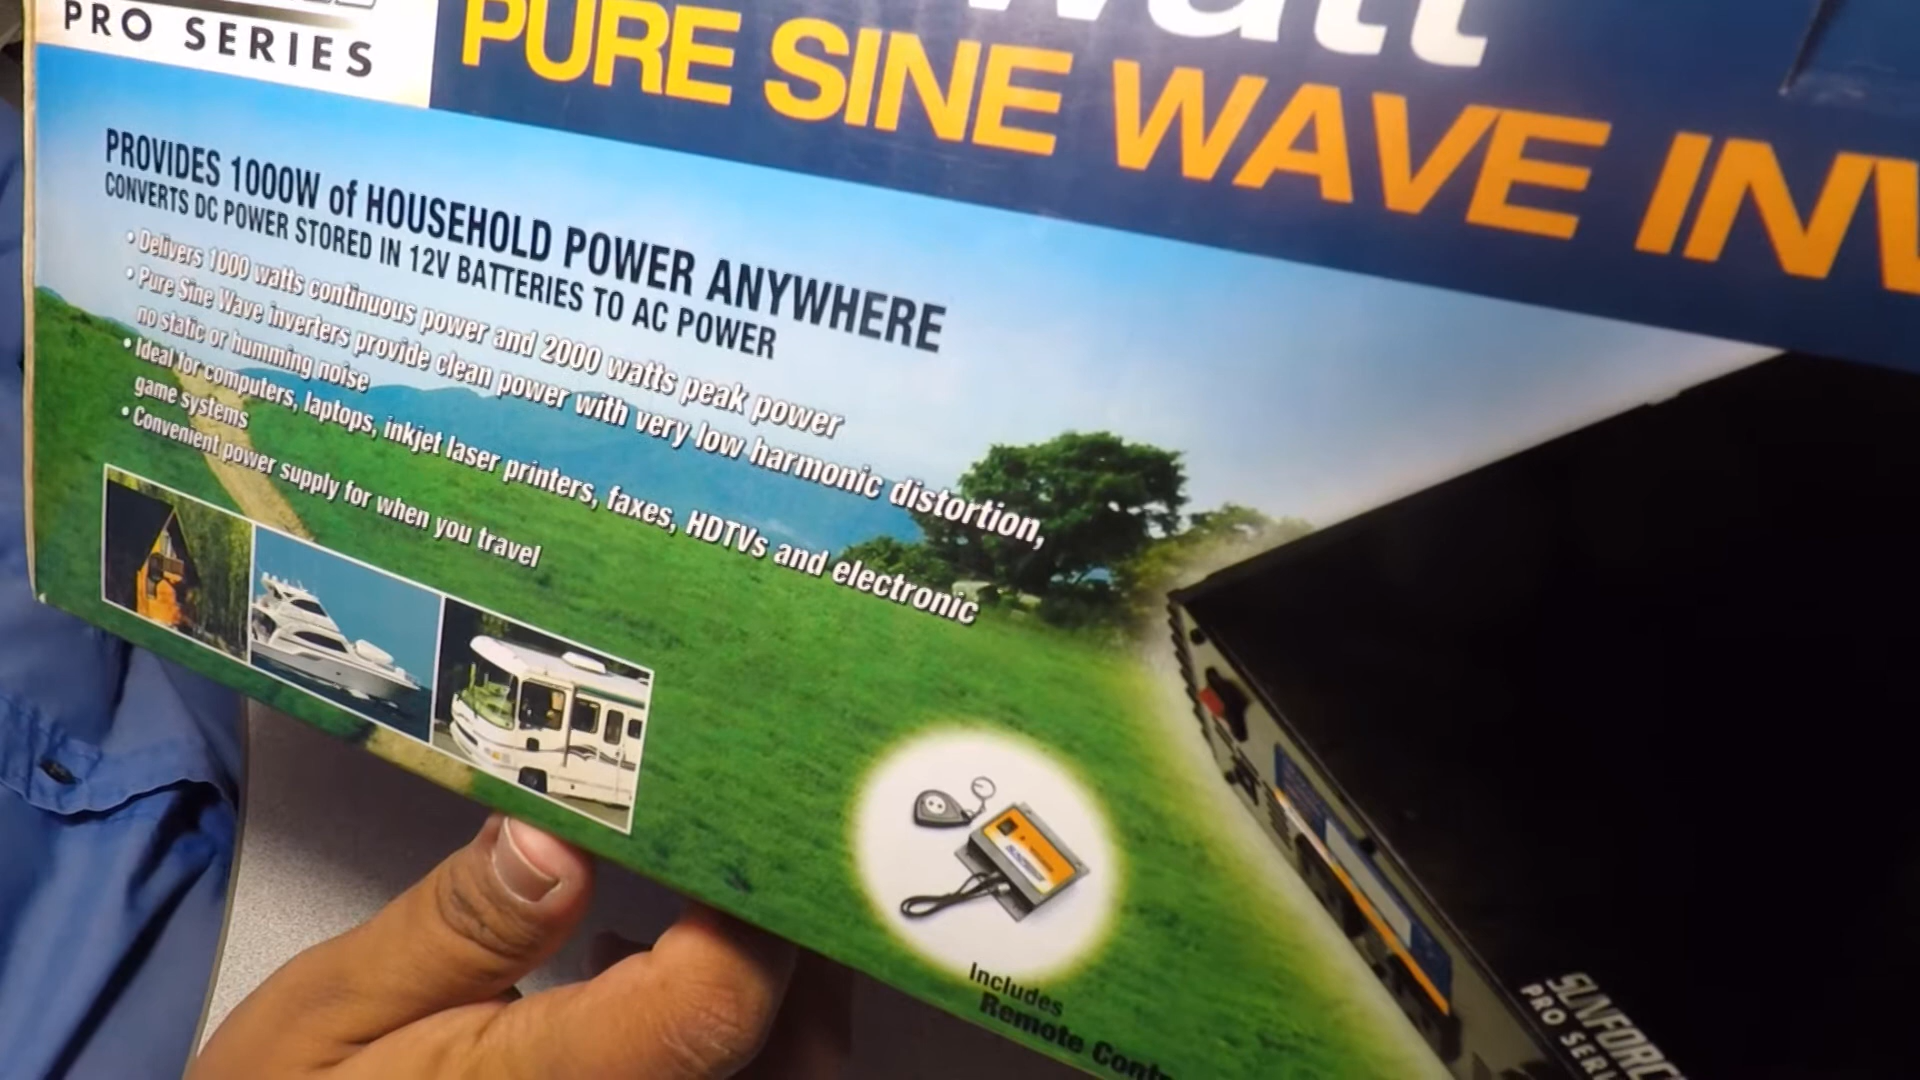 PRO SERIES
PURE SINE WAVE INV
PROVIDES 1000W of HOUSEHOLD POWER ANYWHERE
CONVERTS DC POWER STORED IN 12V BATTERIES TO AC POWER
• Delivers 1000 watts continuous power and 2000 watts peak power
• Pure Sine Wave inverters provide clean power with very low harmonic distortion,
no static or humming noise
• Ideal for computers, laptops, inkjet laser printers, faxes, HDTVs and electronic
game systems
• Convenient power supply for when you travel
Includes
Remote Cont
SUNFORC
PRO SERI